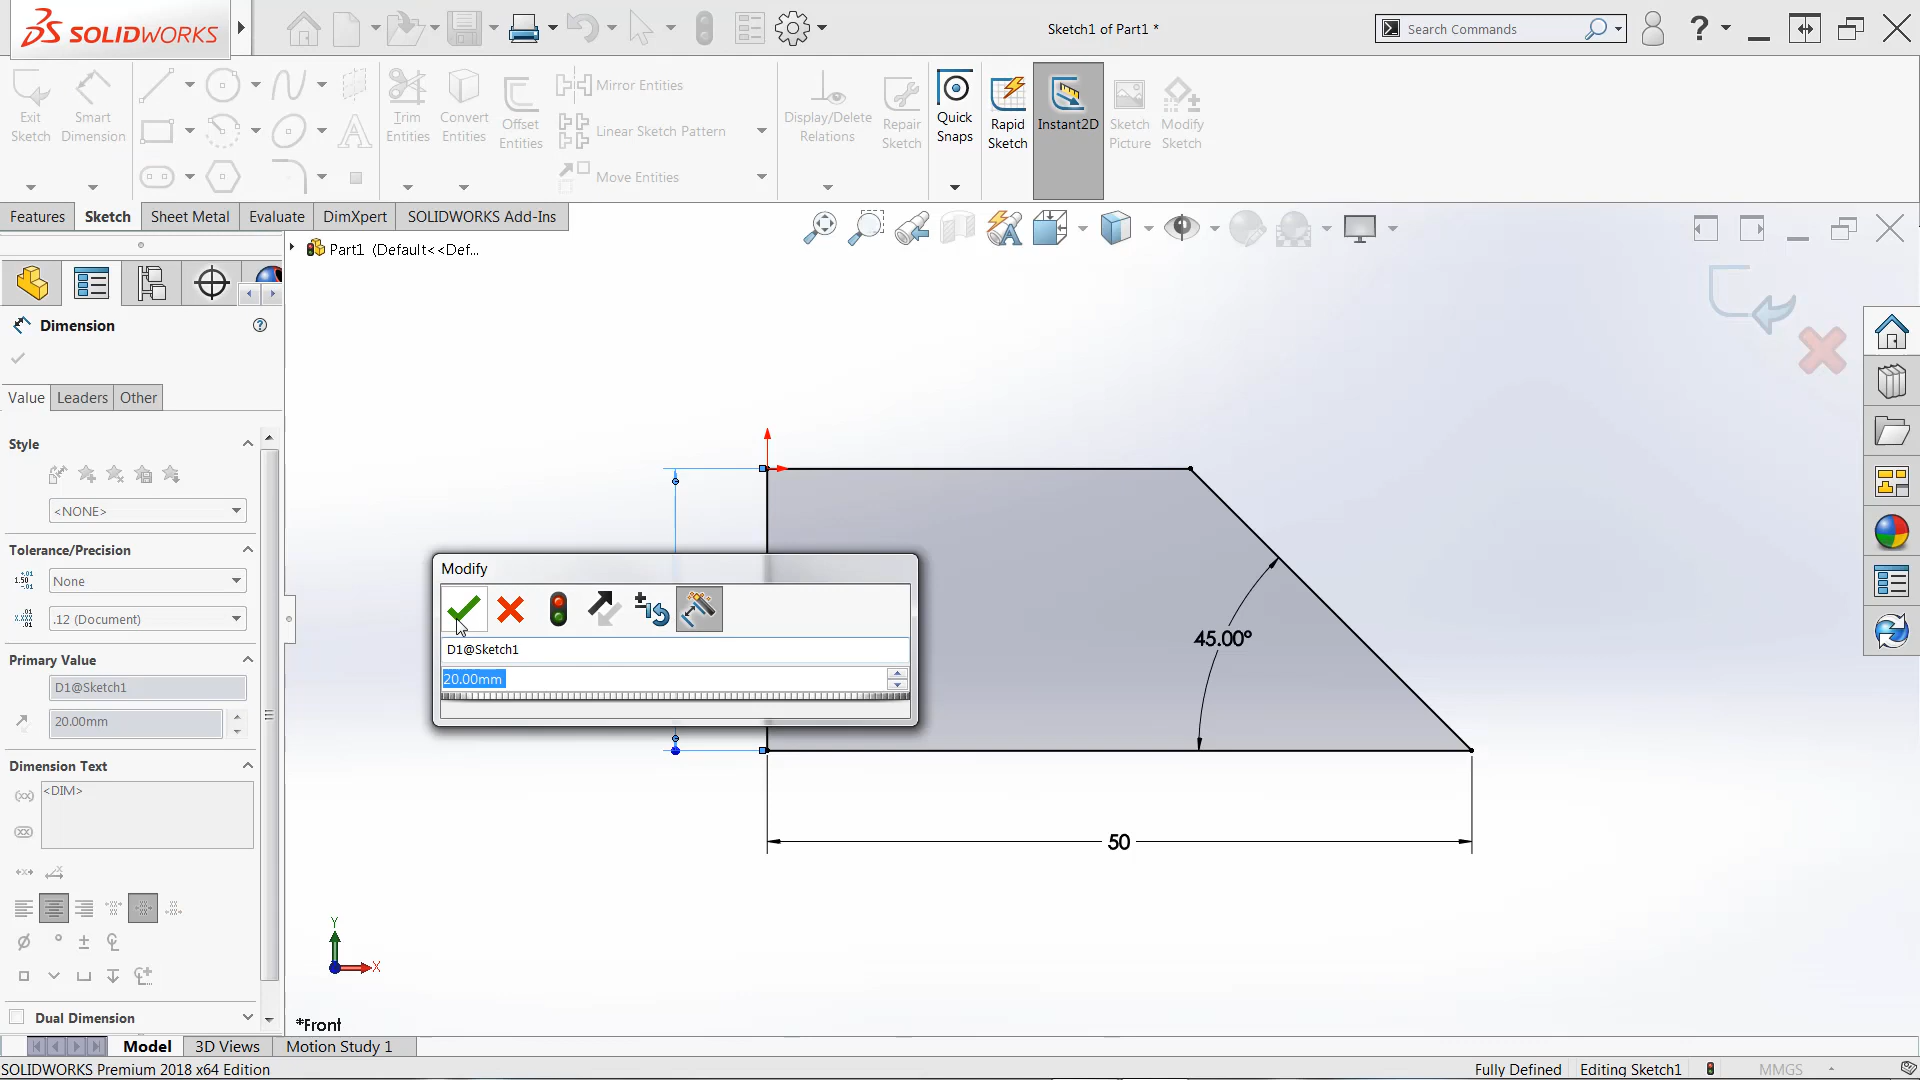 SOLIDWORKS
Sketch1 of Part1 *
Search Commands
?
Exit Sketch
Smart Dimension
Trim Entities
Convert Entities
Offset Entities
Mirror Entities
Linear Sketch Pattern
Move Entities
Display/Delete Relations
Repair Sketch
Quick Snaps
Rapid Sketch
Instant2D
Sketch Picture
Modify Sketch
Features
Sketch
Sheet Metal
Evaluate
DimXpert
SOLIDWORKS Add-Ins
Part1 (Default<<Def...
Dimension
Value
Leaders
Other
Style
<NONE>
Tolerance/Precision
None
.12 (Document)
Primary Value
D1@Sketch1
20.00mm
Dimension Text
<DIM>
Dual Dimension
Modify
D1@Sketch1
20.00mm
45.00°
50
Y
X
*Front
Model
3D Views
Motion Study 1
SOLIDWORKS Premium 2018 x64 Edition
Fully Defined
Editing Sketch1
MMGS